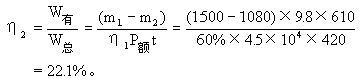 η₂ = W有/W总 = (m₁－m₂)/(η₁P额t) = (1500－1080)×9.8×610/(60%×4.5×10⁴×420)
= 22.1%。